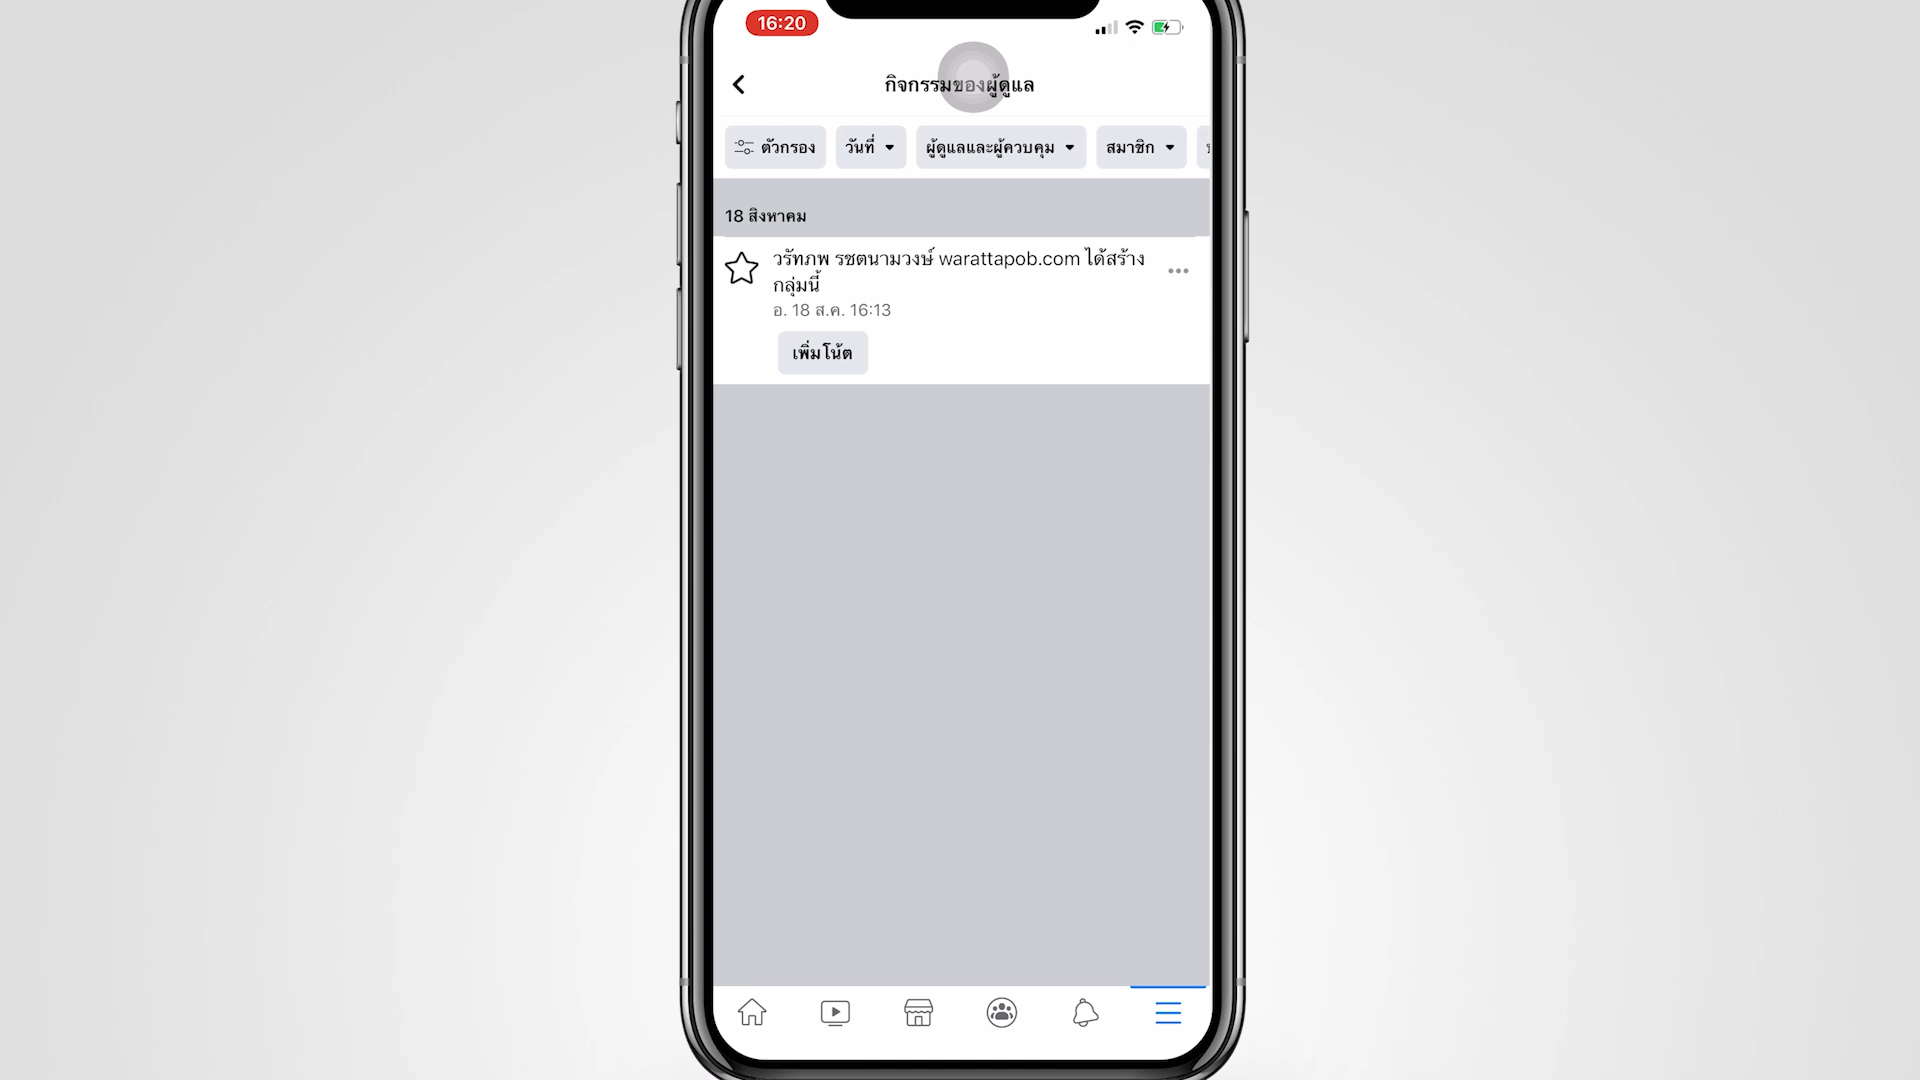 16:20
กิจกรรมของผู้ดูแล
ตัวกรอง วันที่ ผู้ดูแลและผู้ควบคุม สมาชิก
18 สิงหาคม
วรัทภพ รชตนามวงษ์ warattapob.com ได้สร้าง
กลุ่มนี้
อ. 18 ส.ค. 16:13
เพิ่มโน้ต